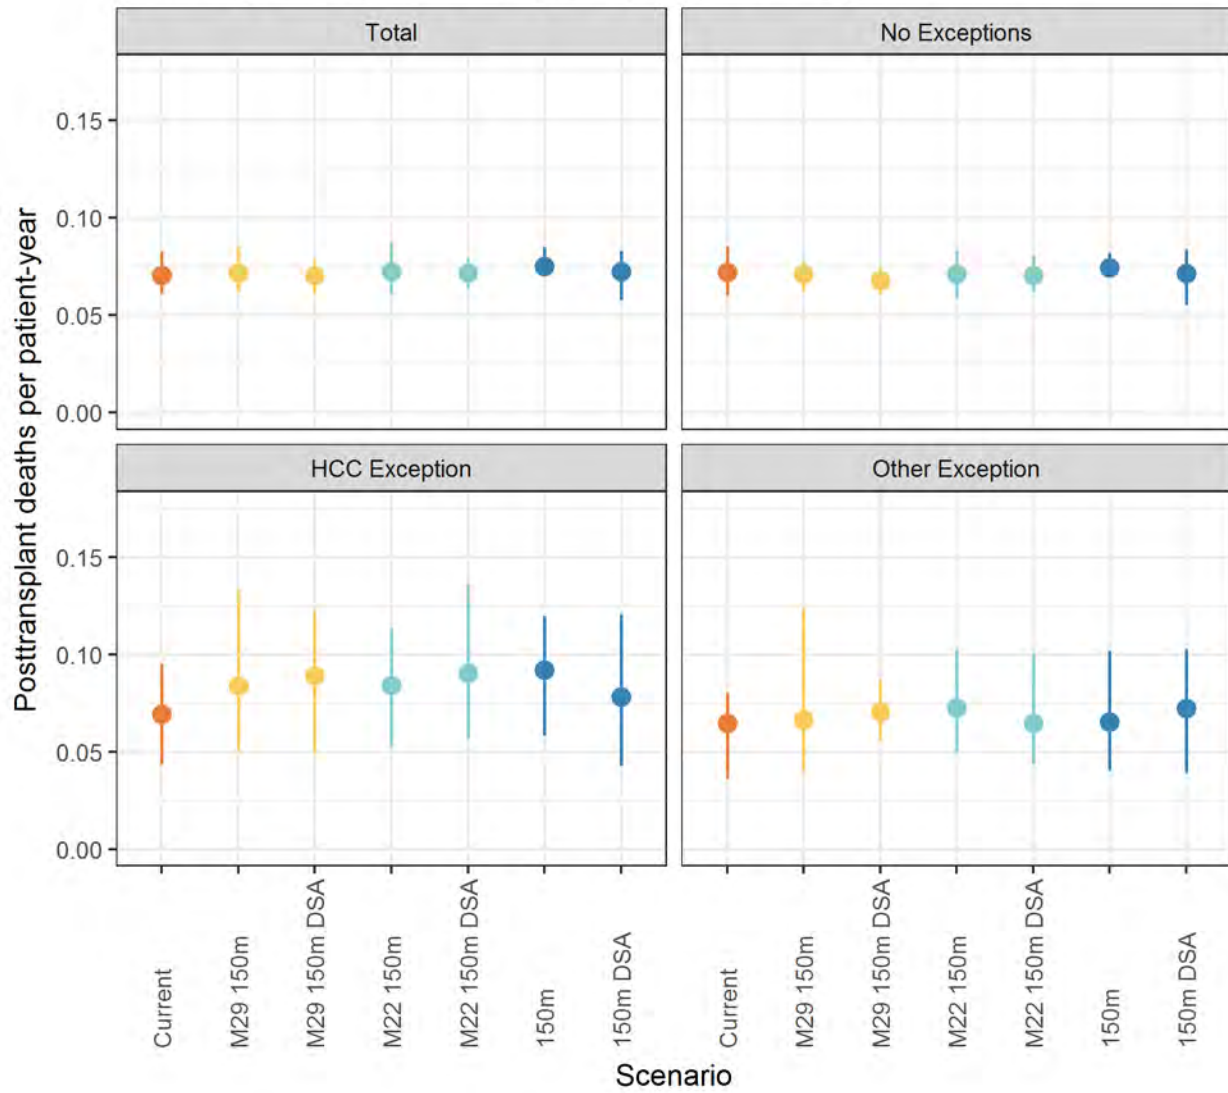 Total
No Exceptions
0.15
0.10
0.05
0.00
HCC Exception
Other Exception
0.15
0.10
0.05
0.00
Posttransplant deaths per patient-year
Current
M29 150m
M29 150m DSA
M22 150m
M22 150m DSA
150m
150m DSA
Current
M29 150m
M29 150m DSA
M22 150m
M22 150m DSA
150m
150m DSA
Scenario